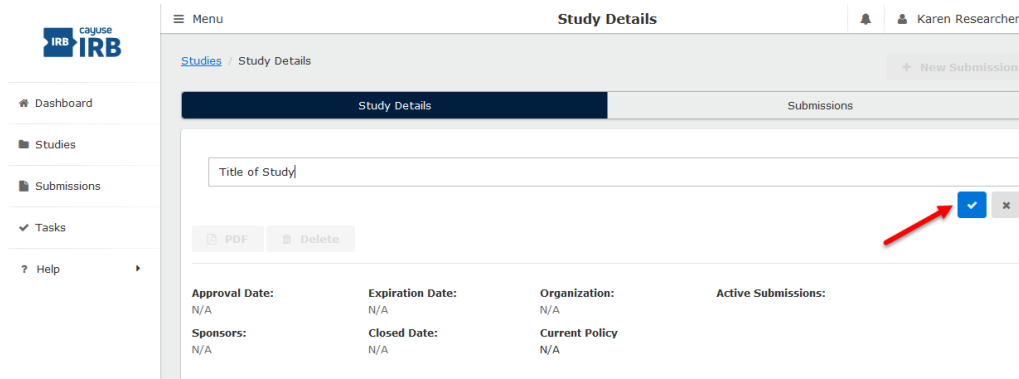 cayuse
IRB IRB
Menu
Study Details
Karen Researcher
Studies / Study Details
+ New Submission
Dashboard
Studies
Submissions
Tasks
? Help
Study Details
Submissions
Title of Study
PDF
Delete
Approval Date:
N/A
Expiration Date:
N/A
Organization:
N/A
Active Submissions:
Sponsors:
N/A
Closed Date:
N/A
Current Policy
N/A